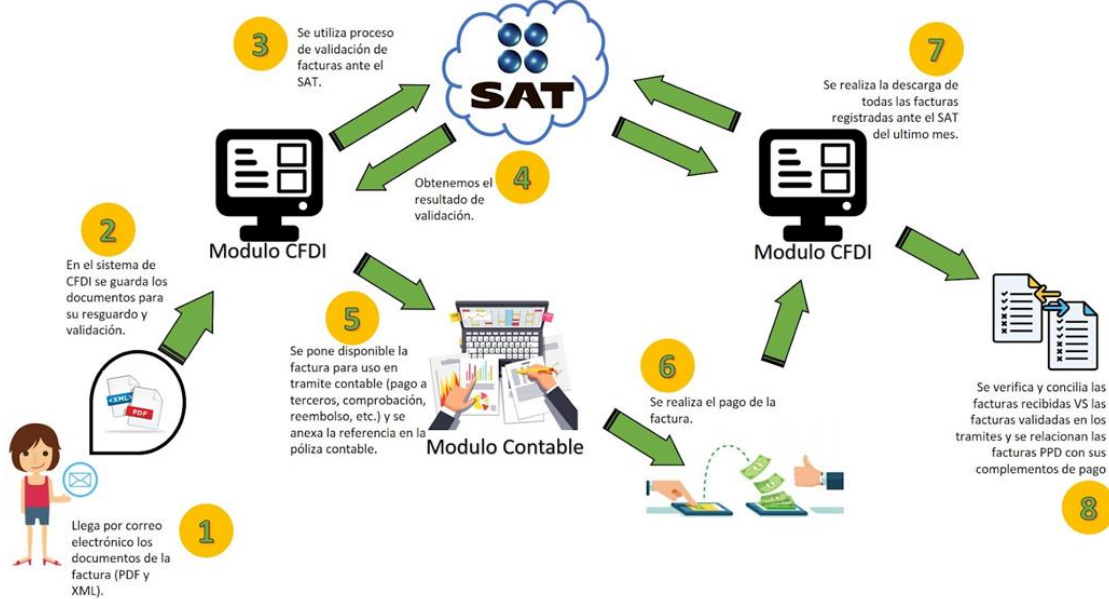 1
Llega por correo
electrónico los
documentos de la
factura (PDF y
XML).
<XML>
PDF
2
En el sistema de
CFDI se guarda los
documentos para
su resguardo y
validación.
Modulo CFDI
3
Se utiliza proceso
de validación de
facturas ante el
SAT.
SAT
4
Obtenemos el
resultado de
validación.
5
Se pone disponible la
factura para uso en
tramite contable (pago a
terceros, comprobación,
reembolso, etc.) y se
anexa la referencia en la
póliza contable.
Modulo Contable
6
Se realiza el pago de la
factura.
Modulo CFDI
7
Se realiza la descarga de
todas las facturas
registradas ante el SAT
del ultimo mes.
Se verifica y concilia las
facturas recibidas VS las
facturas validadas en los
tramites y se relacionan las
facturas PPD con sus
complementos de pago
8